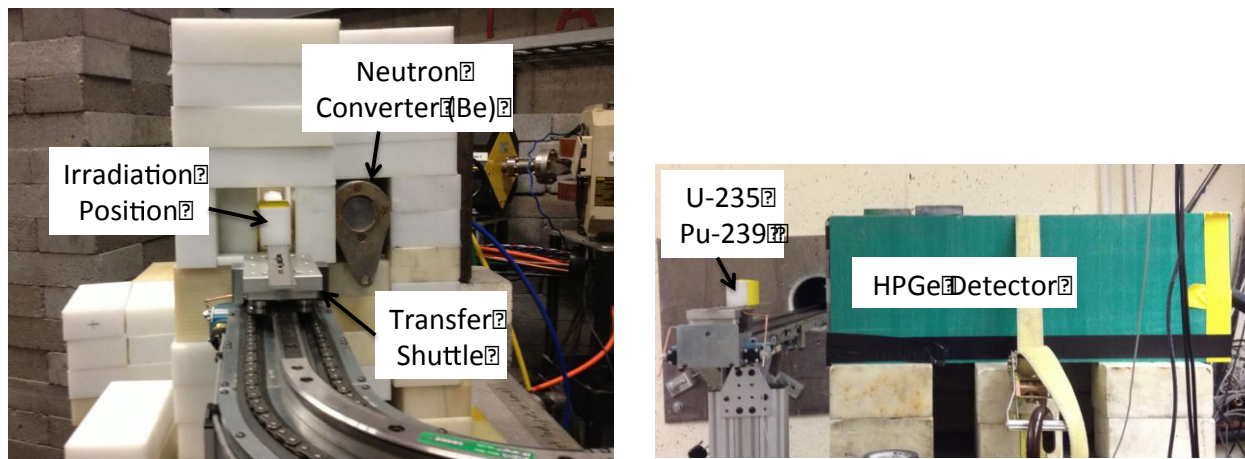 Neutron⍰
Converter⍰(Be)⍰
Irradiation⍰
Position⍰
Transfer⍰
Shuttle⍰
U-235⍰
Pu-239⍰⍰
HPGe⍰Detector⍰